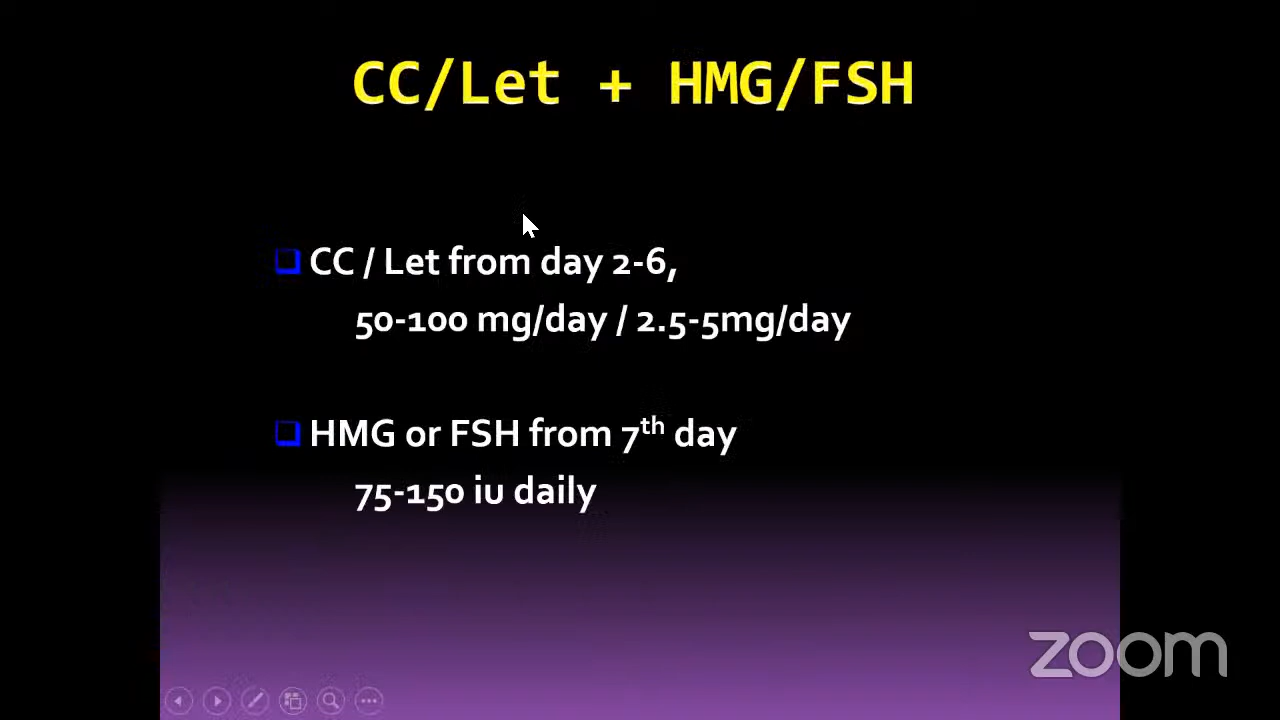 CC/Let + HMG/FSH
CC / Let from day 2-6,
50-100 mg/day / 2.5-5mg/day
HMG or FSH from 7th day
75-150 iu daily
zoom